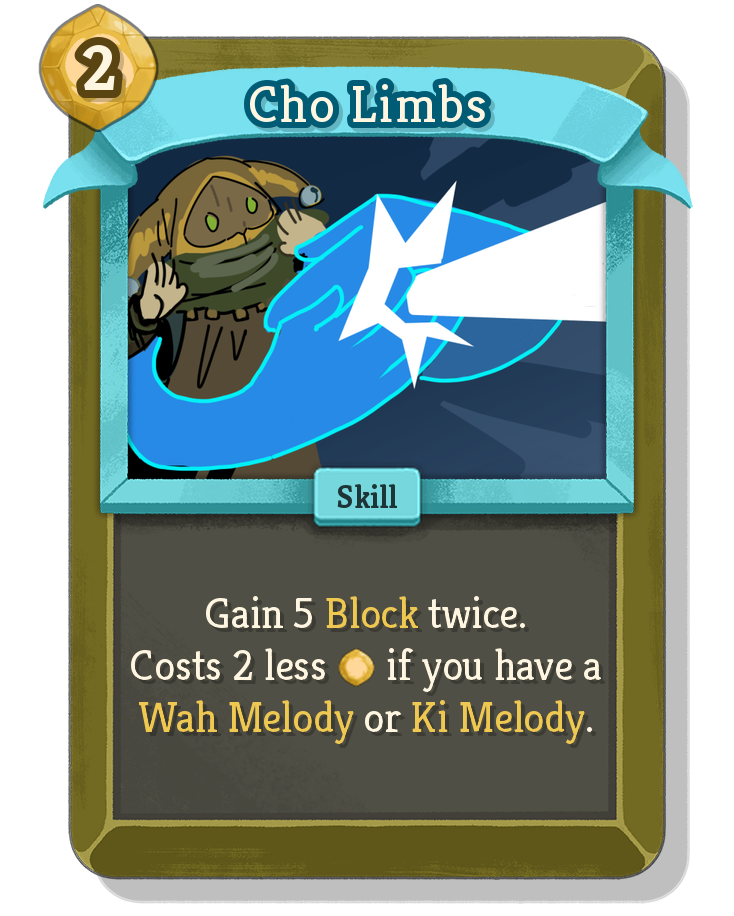 2
Cho Limbs
Skill
Gain 5 Block twice.
Costs 2 less if you have a
Wah Melody or Ki Melody.